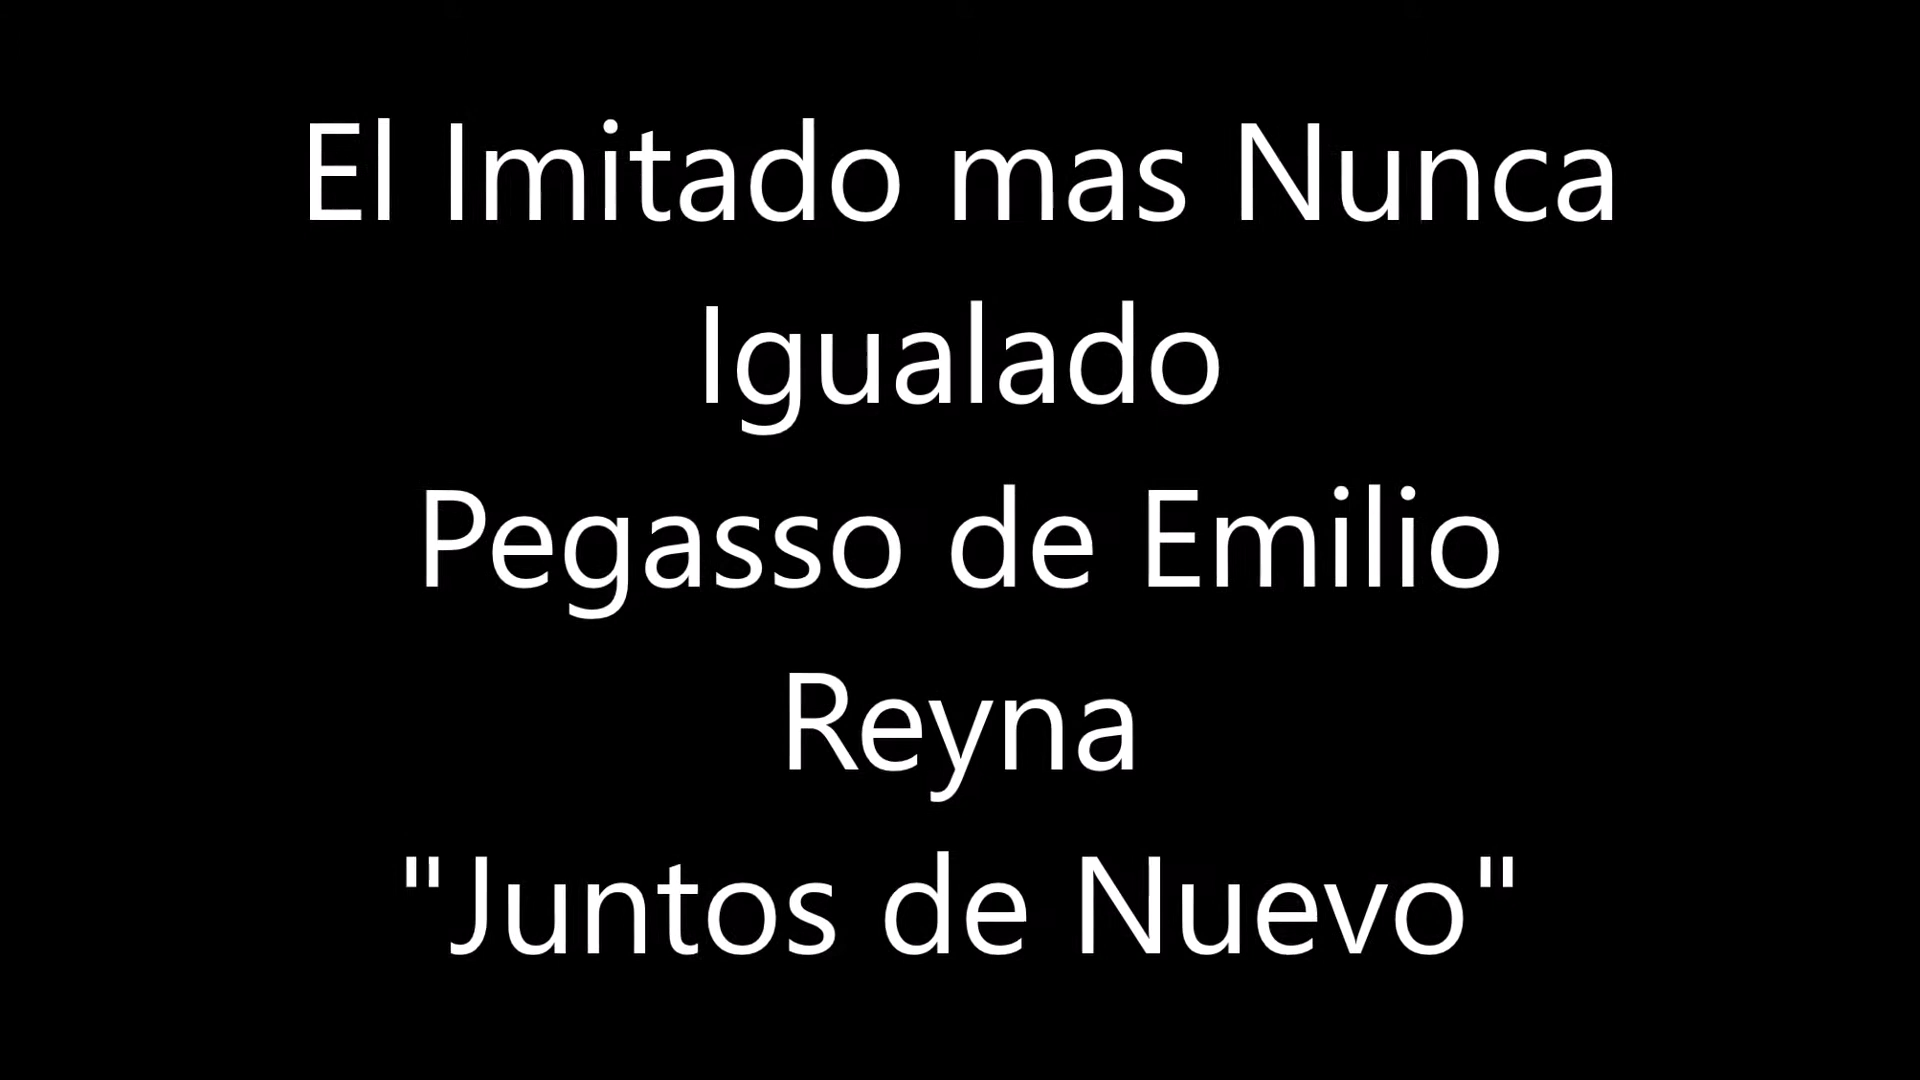 El Imitado mas Nunca
Igualado
Pegasso de Emilio
Reyna
"Juntos de Nuevo"